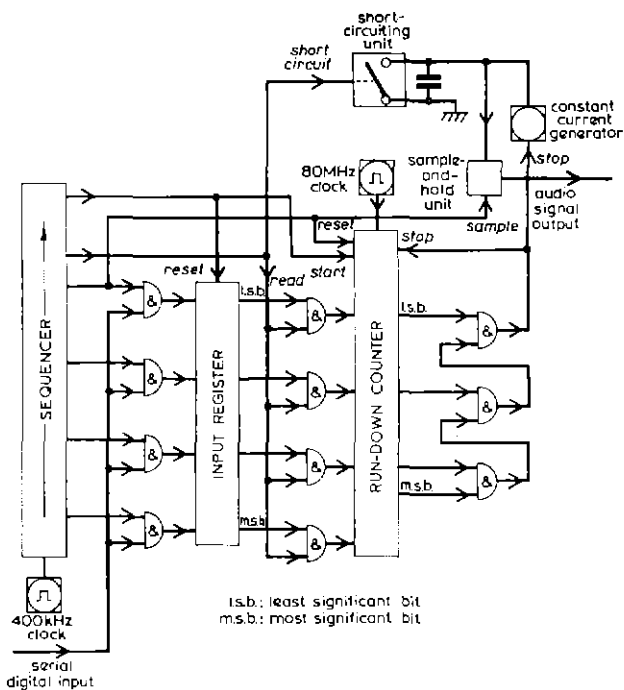 short-
circuiting
unit
short
circuit
constant
current
generator
80MHz
clock
sample-
and-
hold
unit
stop
audio
signal
output
sample
reset
stop
reset
read
start
l.s.b.
l.s.b.
&
&
&
&
&
&
&
&
&
&
&
SEQUENCER
INPUT REGISTER
RUN-DOWN COUNTER
m.s.b.
m.s.b.
400kHz
clock
serial
digital input
l.s.b.: least significant bit
m.s.b.: most significant bit